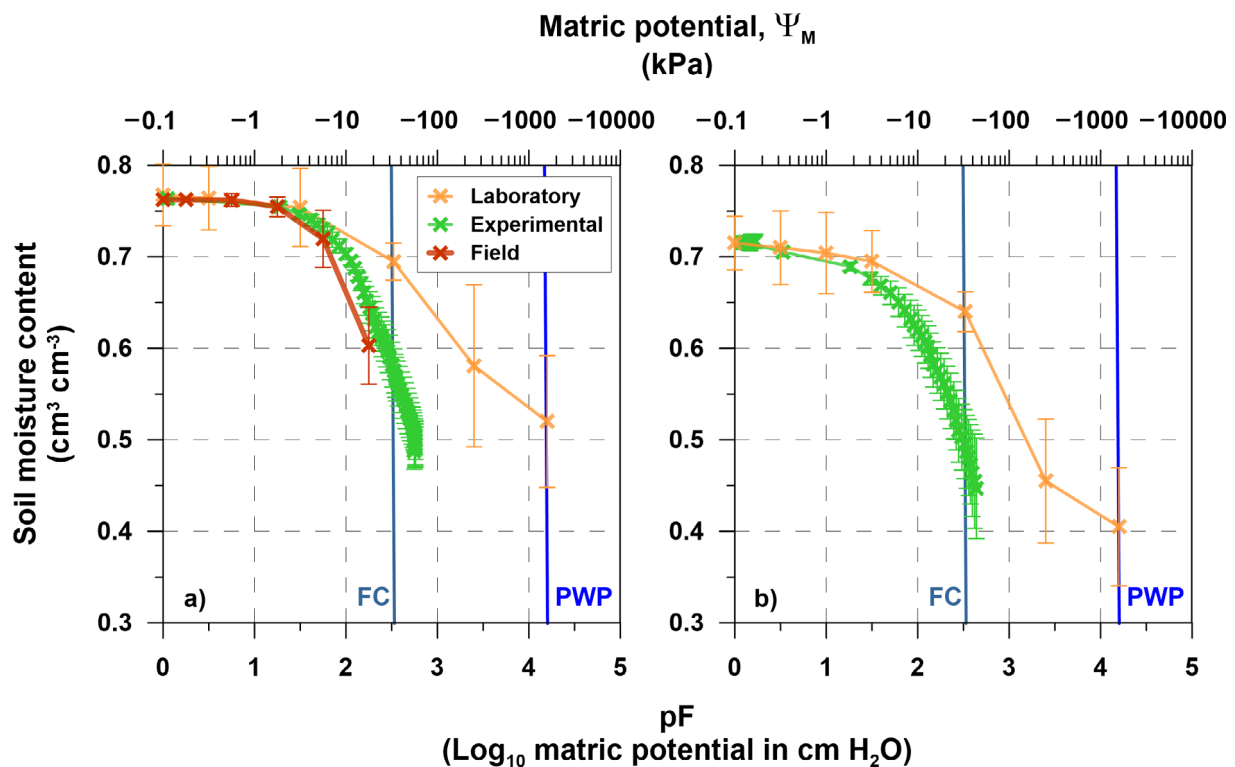 Matric potential, Ψ_M
(kPa)
−0.1 −1 −10 −100 −1000 −10000
−0.1 −1 −10 −100 −1000 −10000
Soil moisture content
(cm³ cm⁻³)
0.8
0.7
0.6
0.5
0.4
0.3
Laboratory
Experimental
Field
a)
FC
PWP
0 1 2 3 4 5
0.8
0.7
0.6
0.5
0.4
0.3
b)
FC
PWP
0 1 2 3 4 5
pF
(Log₁₀ matric potential in cm H₂O)